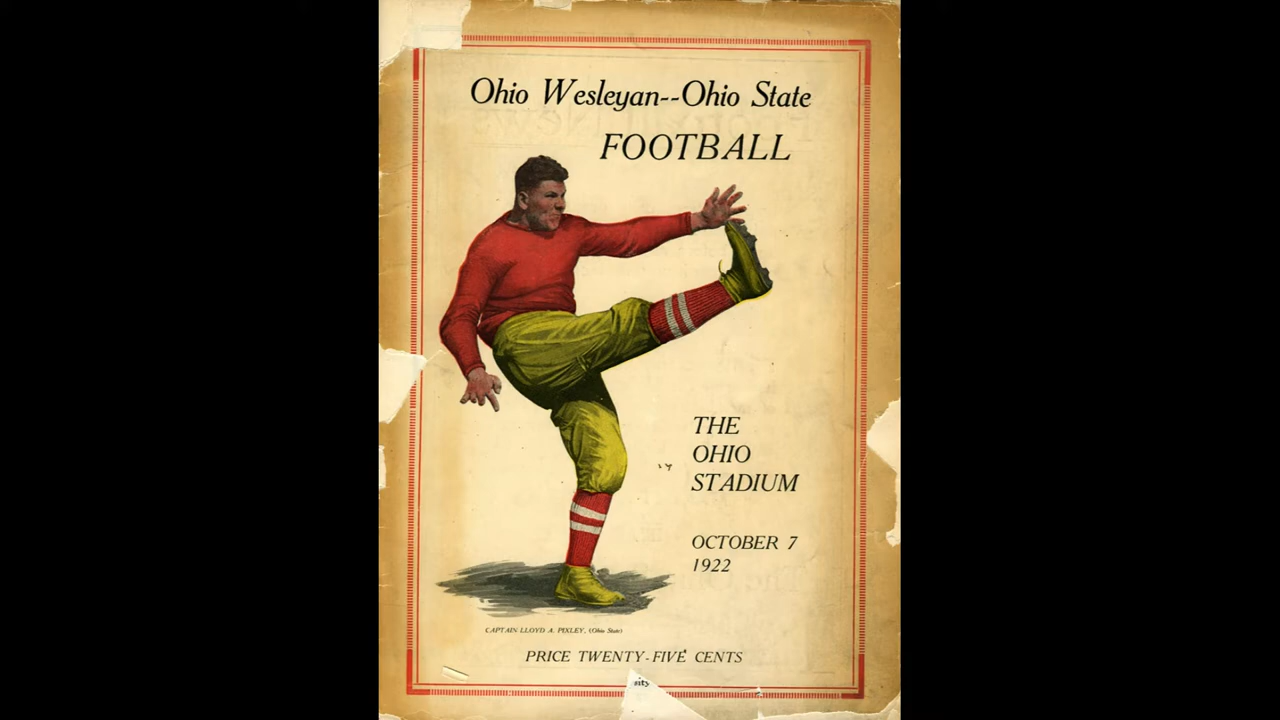 Ohio Wesleyan--Ohio State
FOOTBALL
THE
OHIO
STADIUM
OCTOBER 7
1922
CAPTAIN LLOYD A. PIXLEY, (Ohio State)
PRICE TWENTY-FIVE CENTS
sity